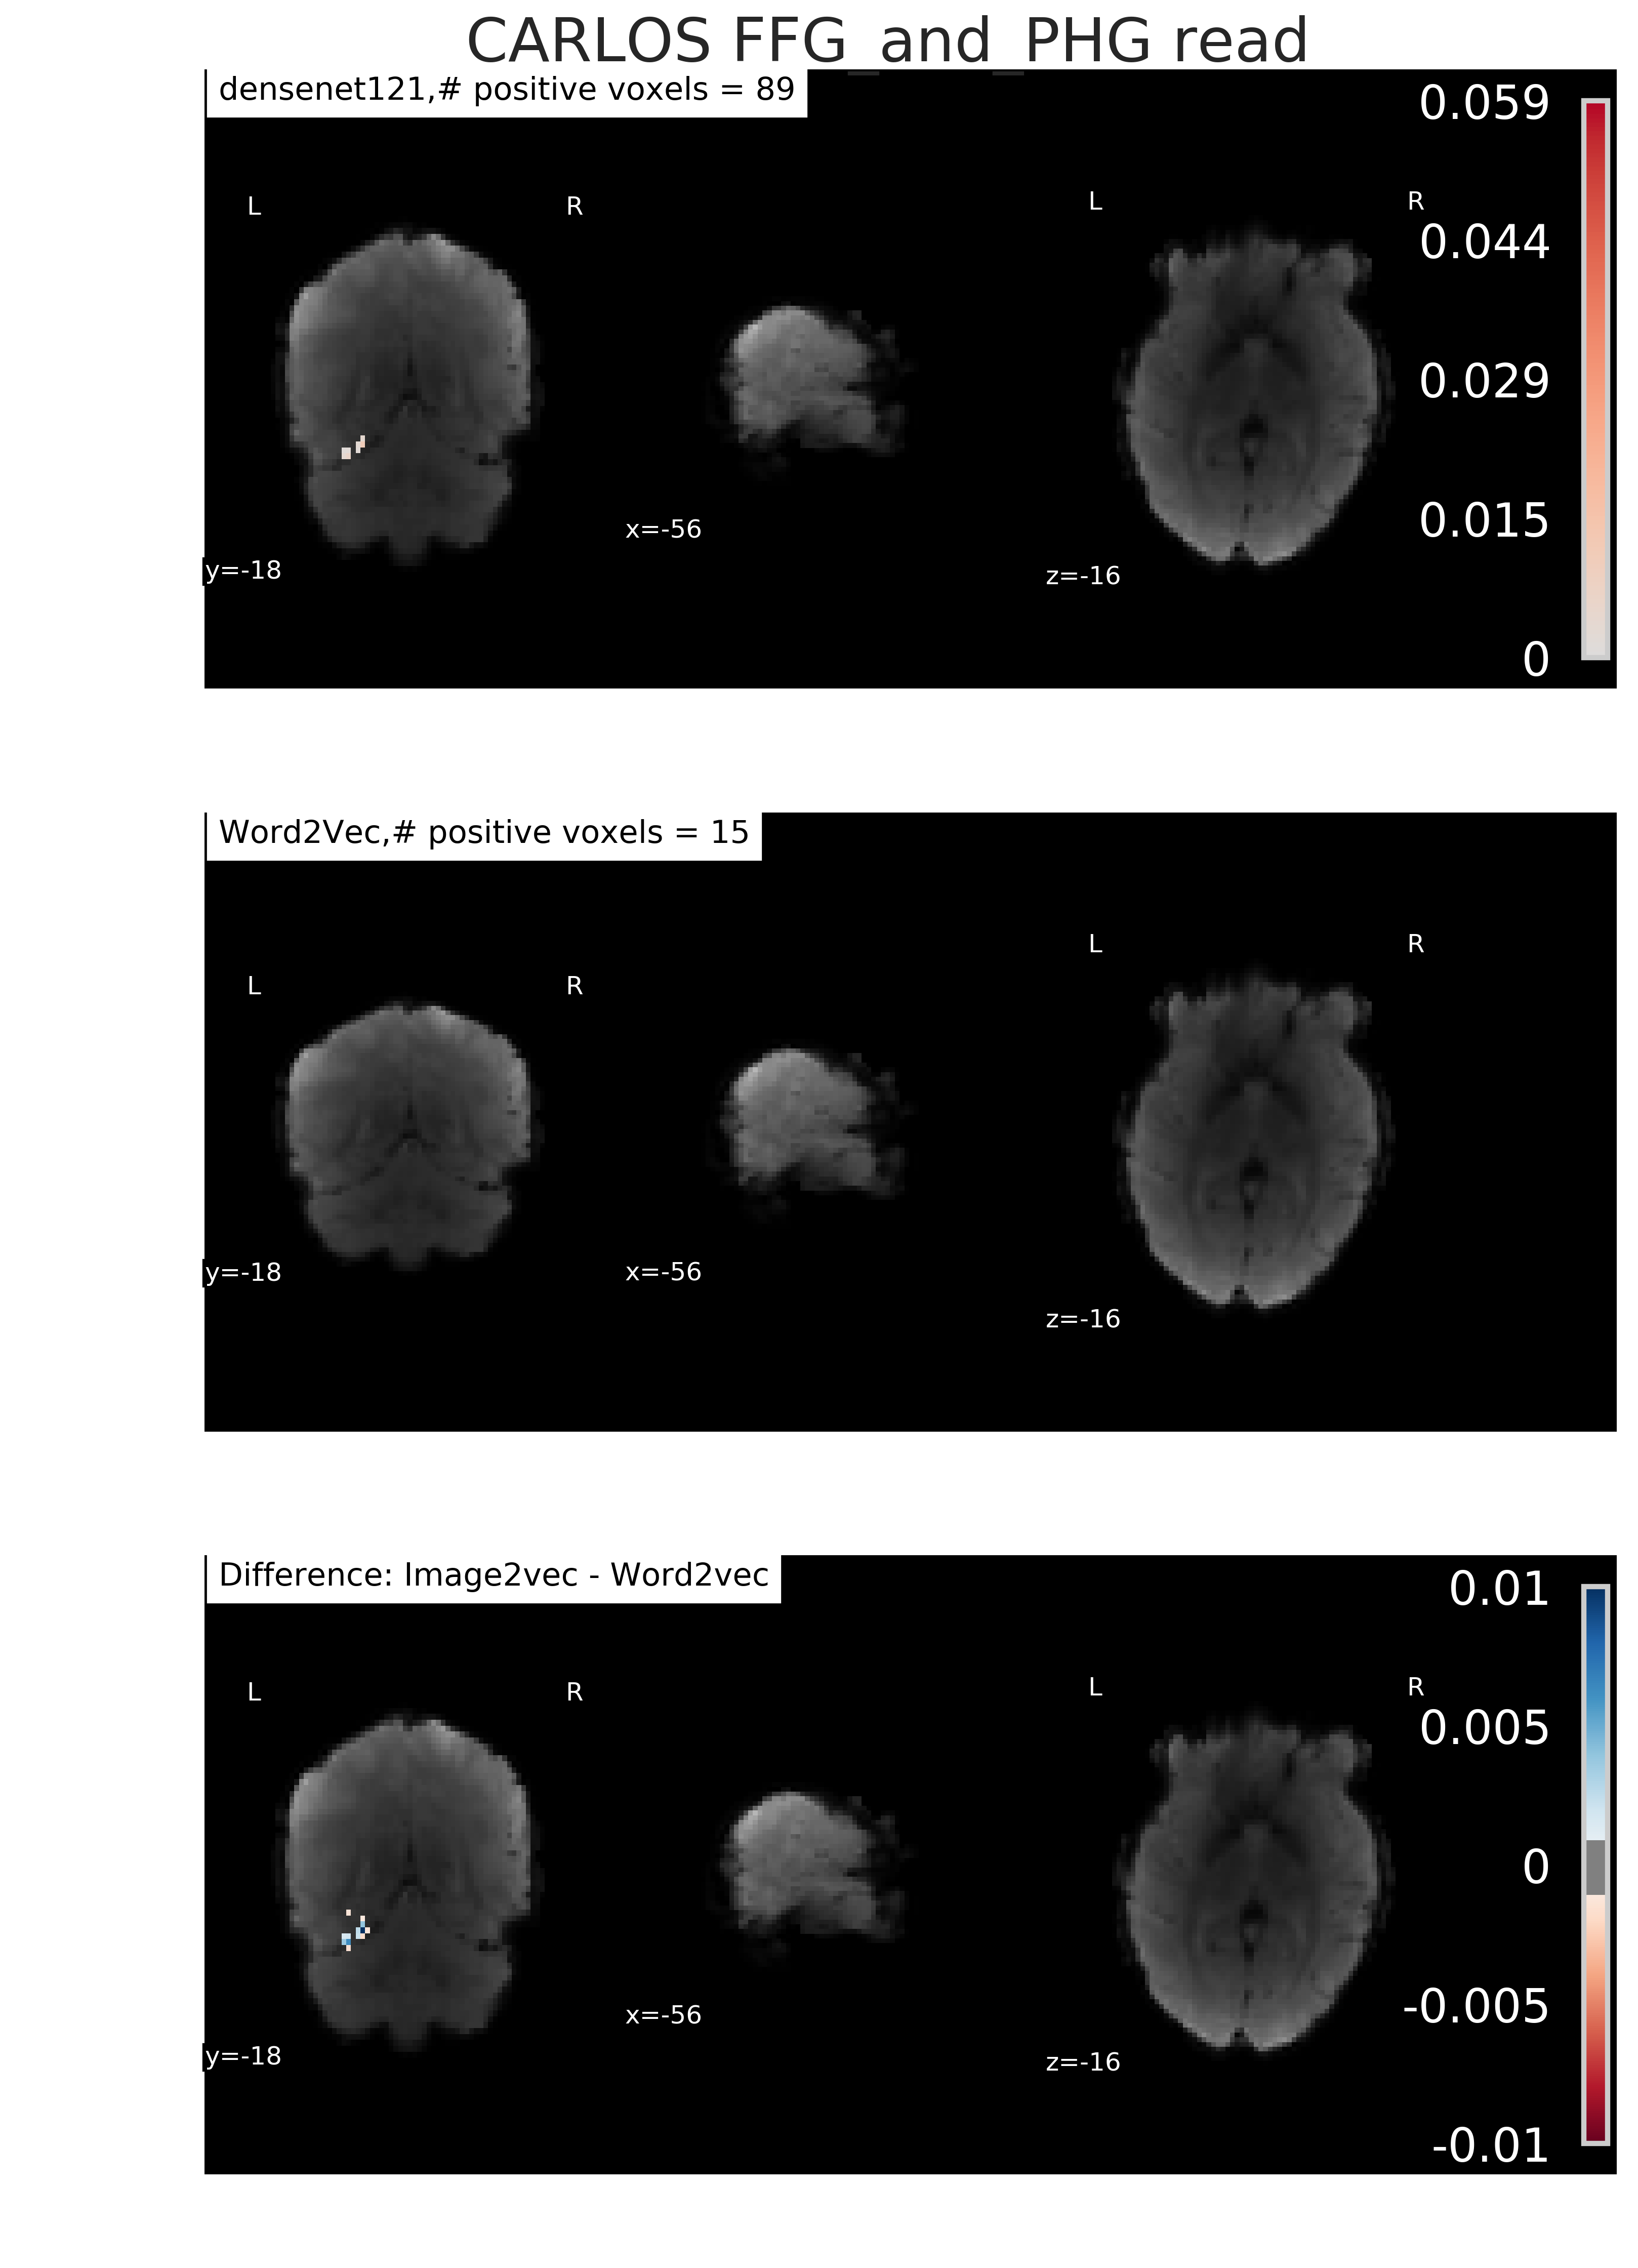 CARLOS FFG_and_PHG read
densenet121,# positive voxels = 89
0.059
L
R
L
R
0.044
0.029
0.015
x=-56
y=-18
z=-16
0
Word2Vec,# positive voxels = 15
L
R
L
R
y=-18
x=-56
z=-16
Difference: Image2vec - Word2vec
0.01
L
R
L
R
0.005
0
-0.005
x=-56
y=-18
z=-16
-0.01